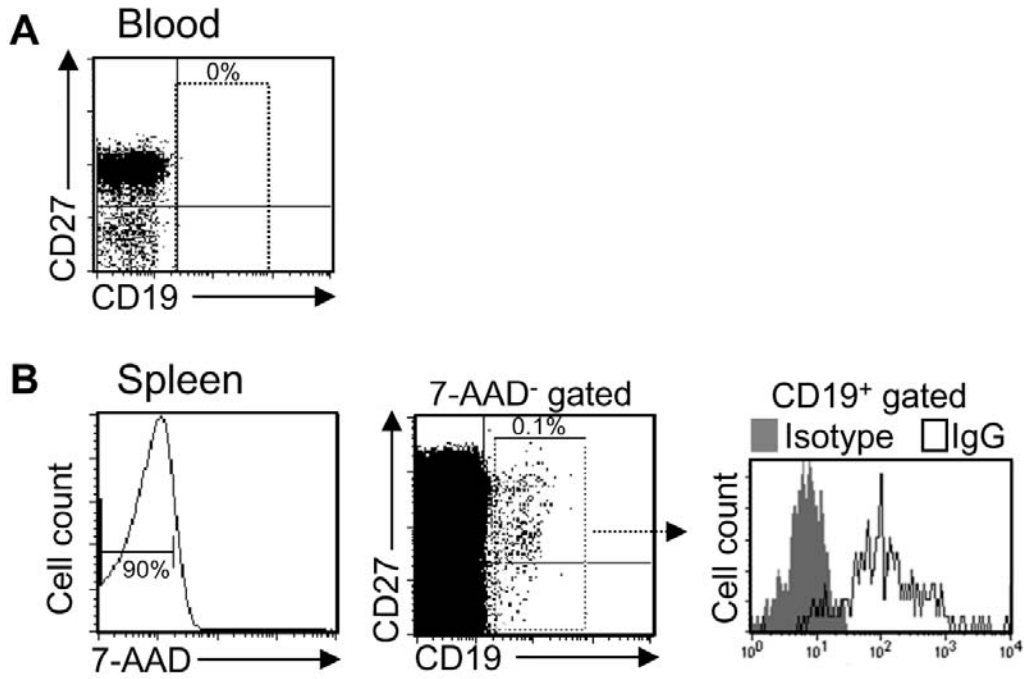 A
Blood
0%
CD27
CD19
B
Spleen
90%
Cell count
7-AAD
7-AAD⁻ gated
0.1%
CD27
CD19
CD19⁺ gated
Isotype
IgG
Cell count
10⁰ 10¹ 10² 10³ 10⁴